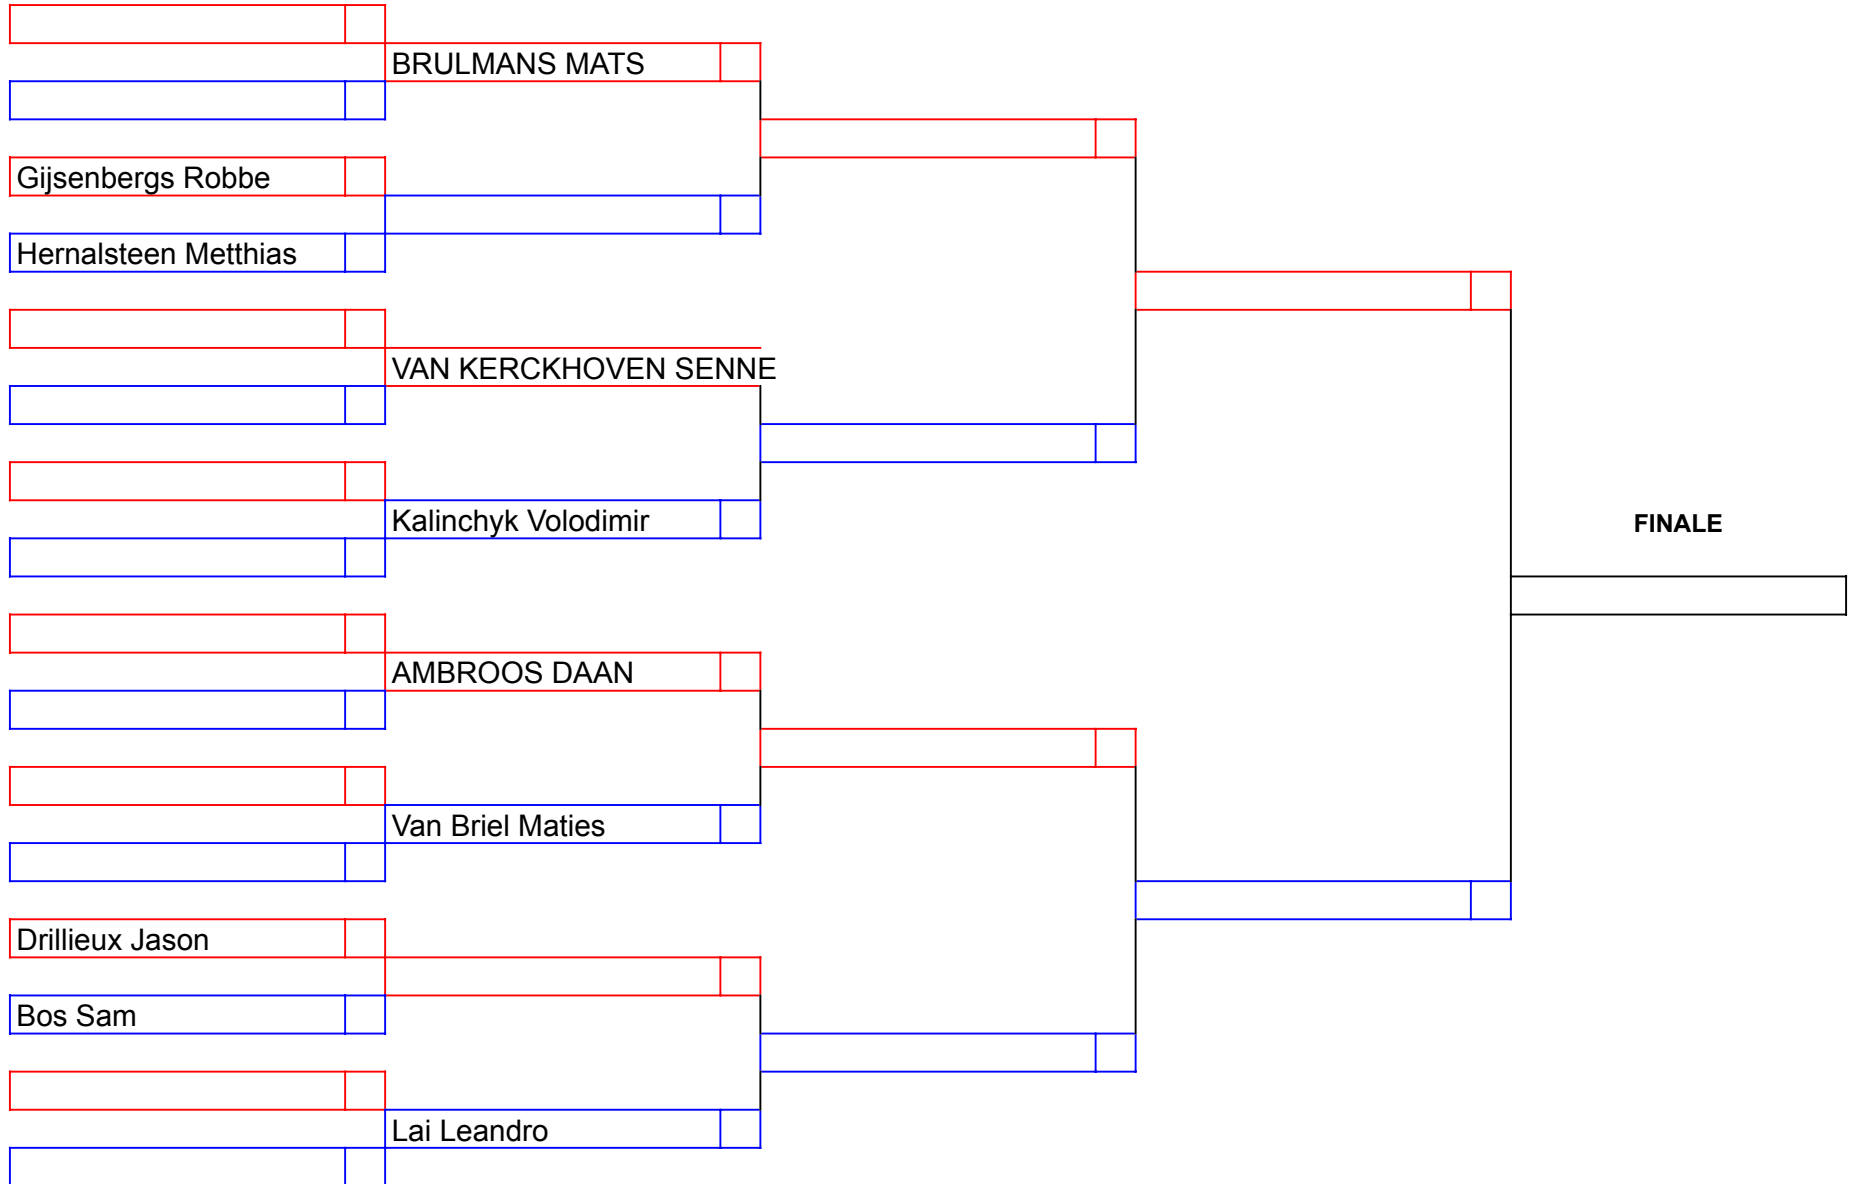 BRULMANS MATS
Gijsenbergs Robbe
Hernalsteen Metthias
VAN KERCKHOVEN SENNE
Kalinchyk Volodimir
FINALE
AMBROOS DAAN
Van Briel Maties
Drillieux Jason
Bos Sam
Lai Leandro